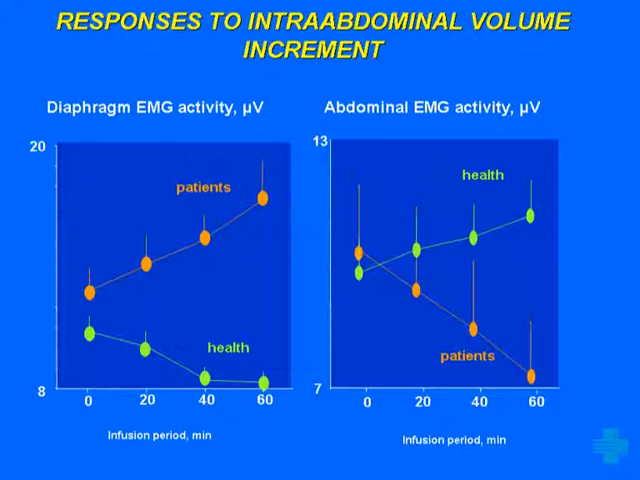 RESPONSES TO INTRAABDOMINAL VOLUME
INCREMENT
Diaphragm EMG activity, µV
20
patients
health
8
0 20 40 60
Infusion period, min
Abdominal EMG activity, µV
13
health
patients
7
0 20 40 60
Infusion period, min